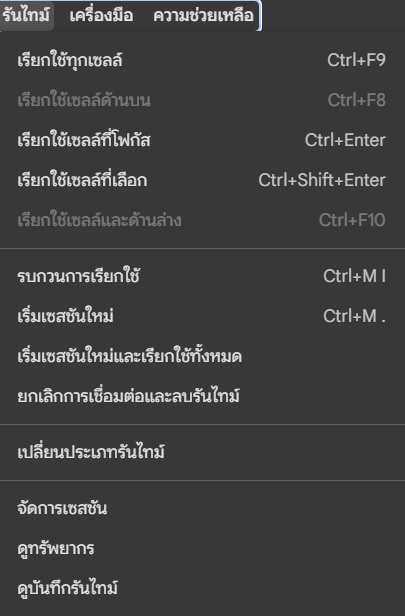 รันไทม์ เครื่องมือ ความช่วยเหลือ
เรียกใช้ทุกเซลล์ Ctrl+F9
เรียกใช้เซลล์ด้านบน Ctrl+F8
เรียกใช้เซลล์ที่โฟกัส Ctrl+Enter
เรียกใช้เซลล์ที่เลือก Ctrl+Shift+Enter
เรียกใช้เซลล์และด้านล่าง Ctrl+F10
รบกวนการเรียกใช้ Ctrl+M I
เริ่มเซสชันใหม่ Ctrl+M .
เริ่มเซสชันใหม่และเรียกใช้ทั้งหมด
ยกเลิกการเชื่อมต่อและลบรันไทม์
เปลี่ยนประเภทรันไทม์
จัดการเซสชัน
ดูทรัพยากร
ดูบันทึกรันไทม์